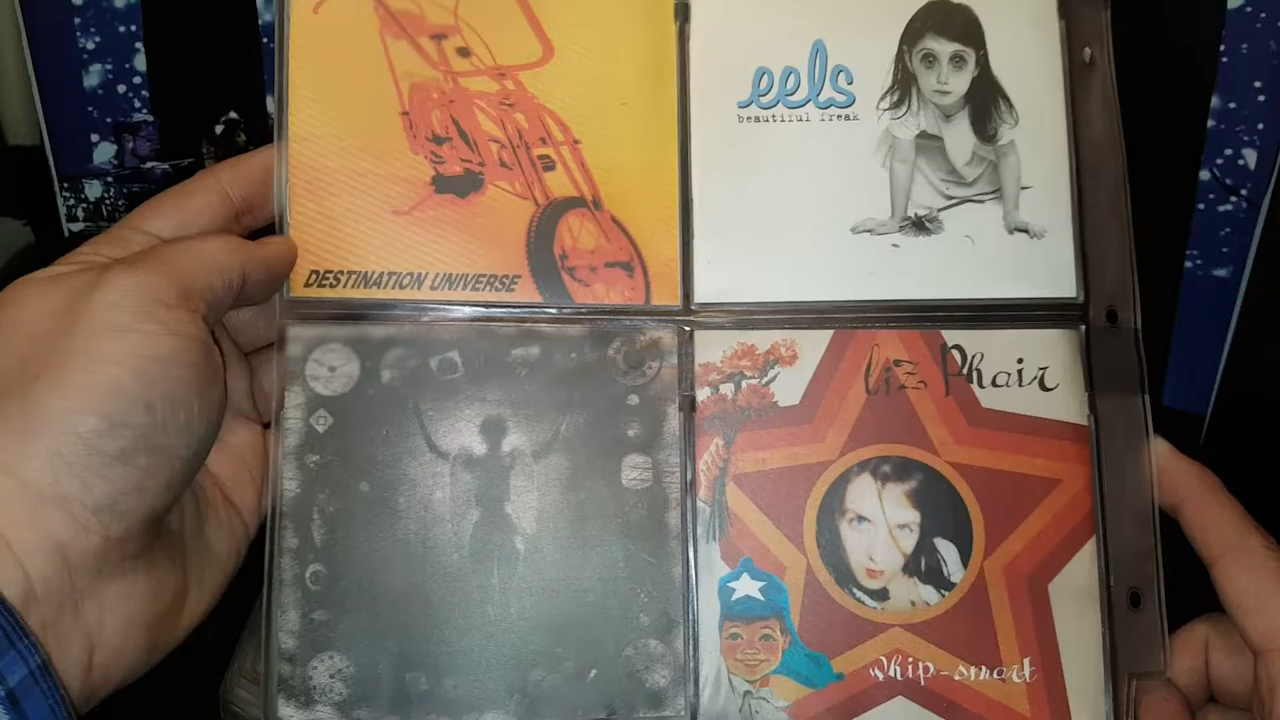 DESTINATION UNIVERSE
eels
beautiful freak
liz Phair
whip-smart